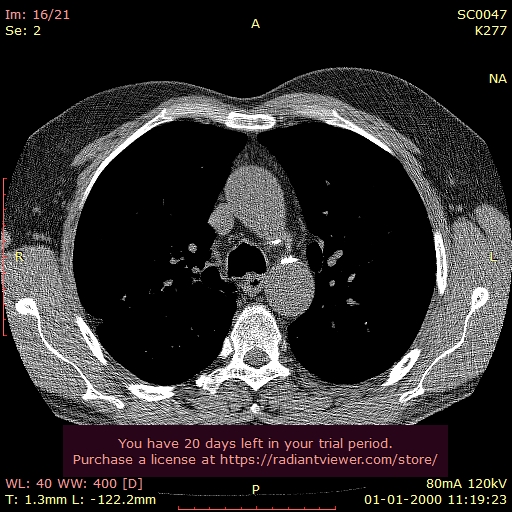 Im: 16/21
Se: 2
A
SC0047
K277
NA
R
L
You have 20 days left in your trial period.
Purchase a license at https://radiantviewer.com/store/
WL: 40 WW: 400 [D]
T: 1.3mm L: -122.2mm
P
80mA 120kV
01-01-2000 11:19:23